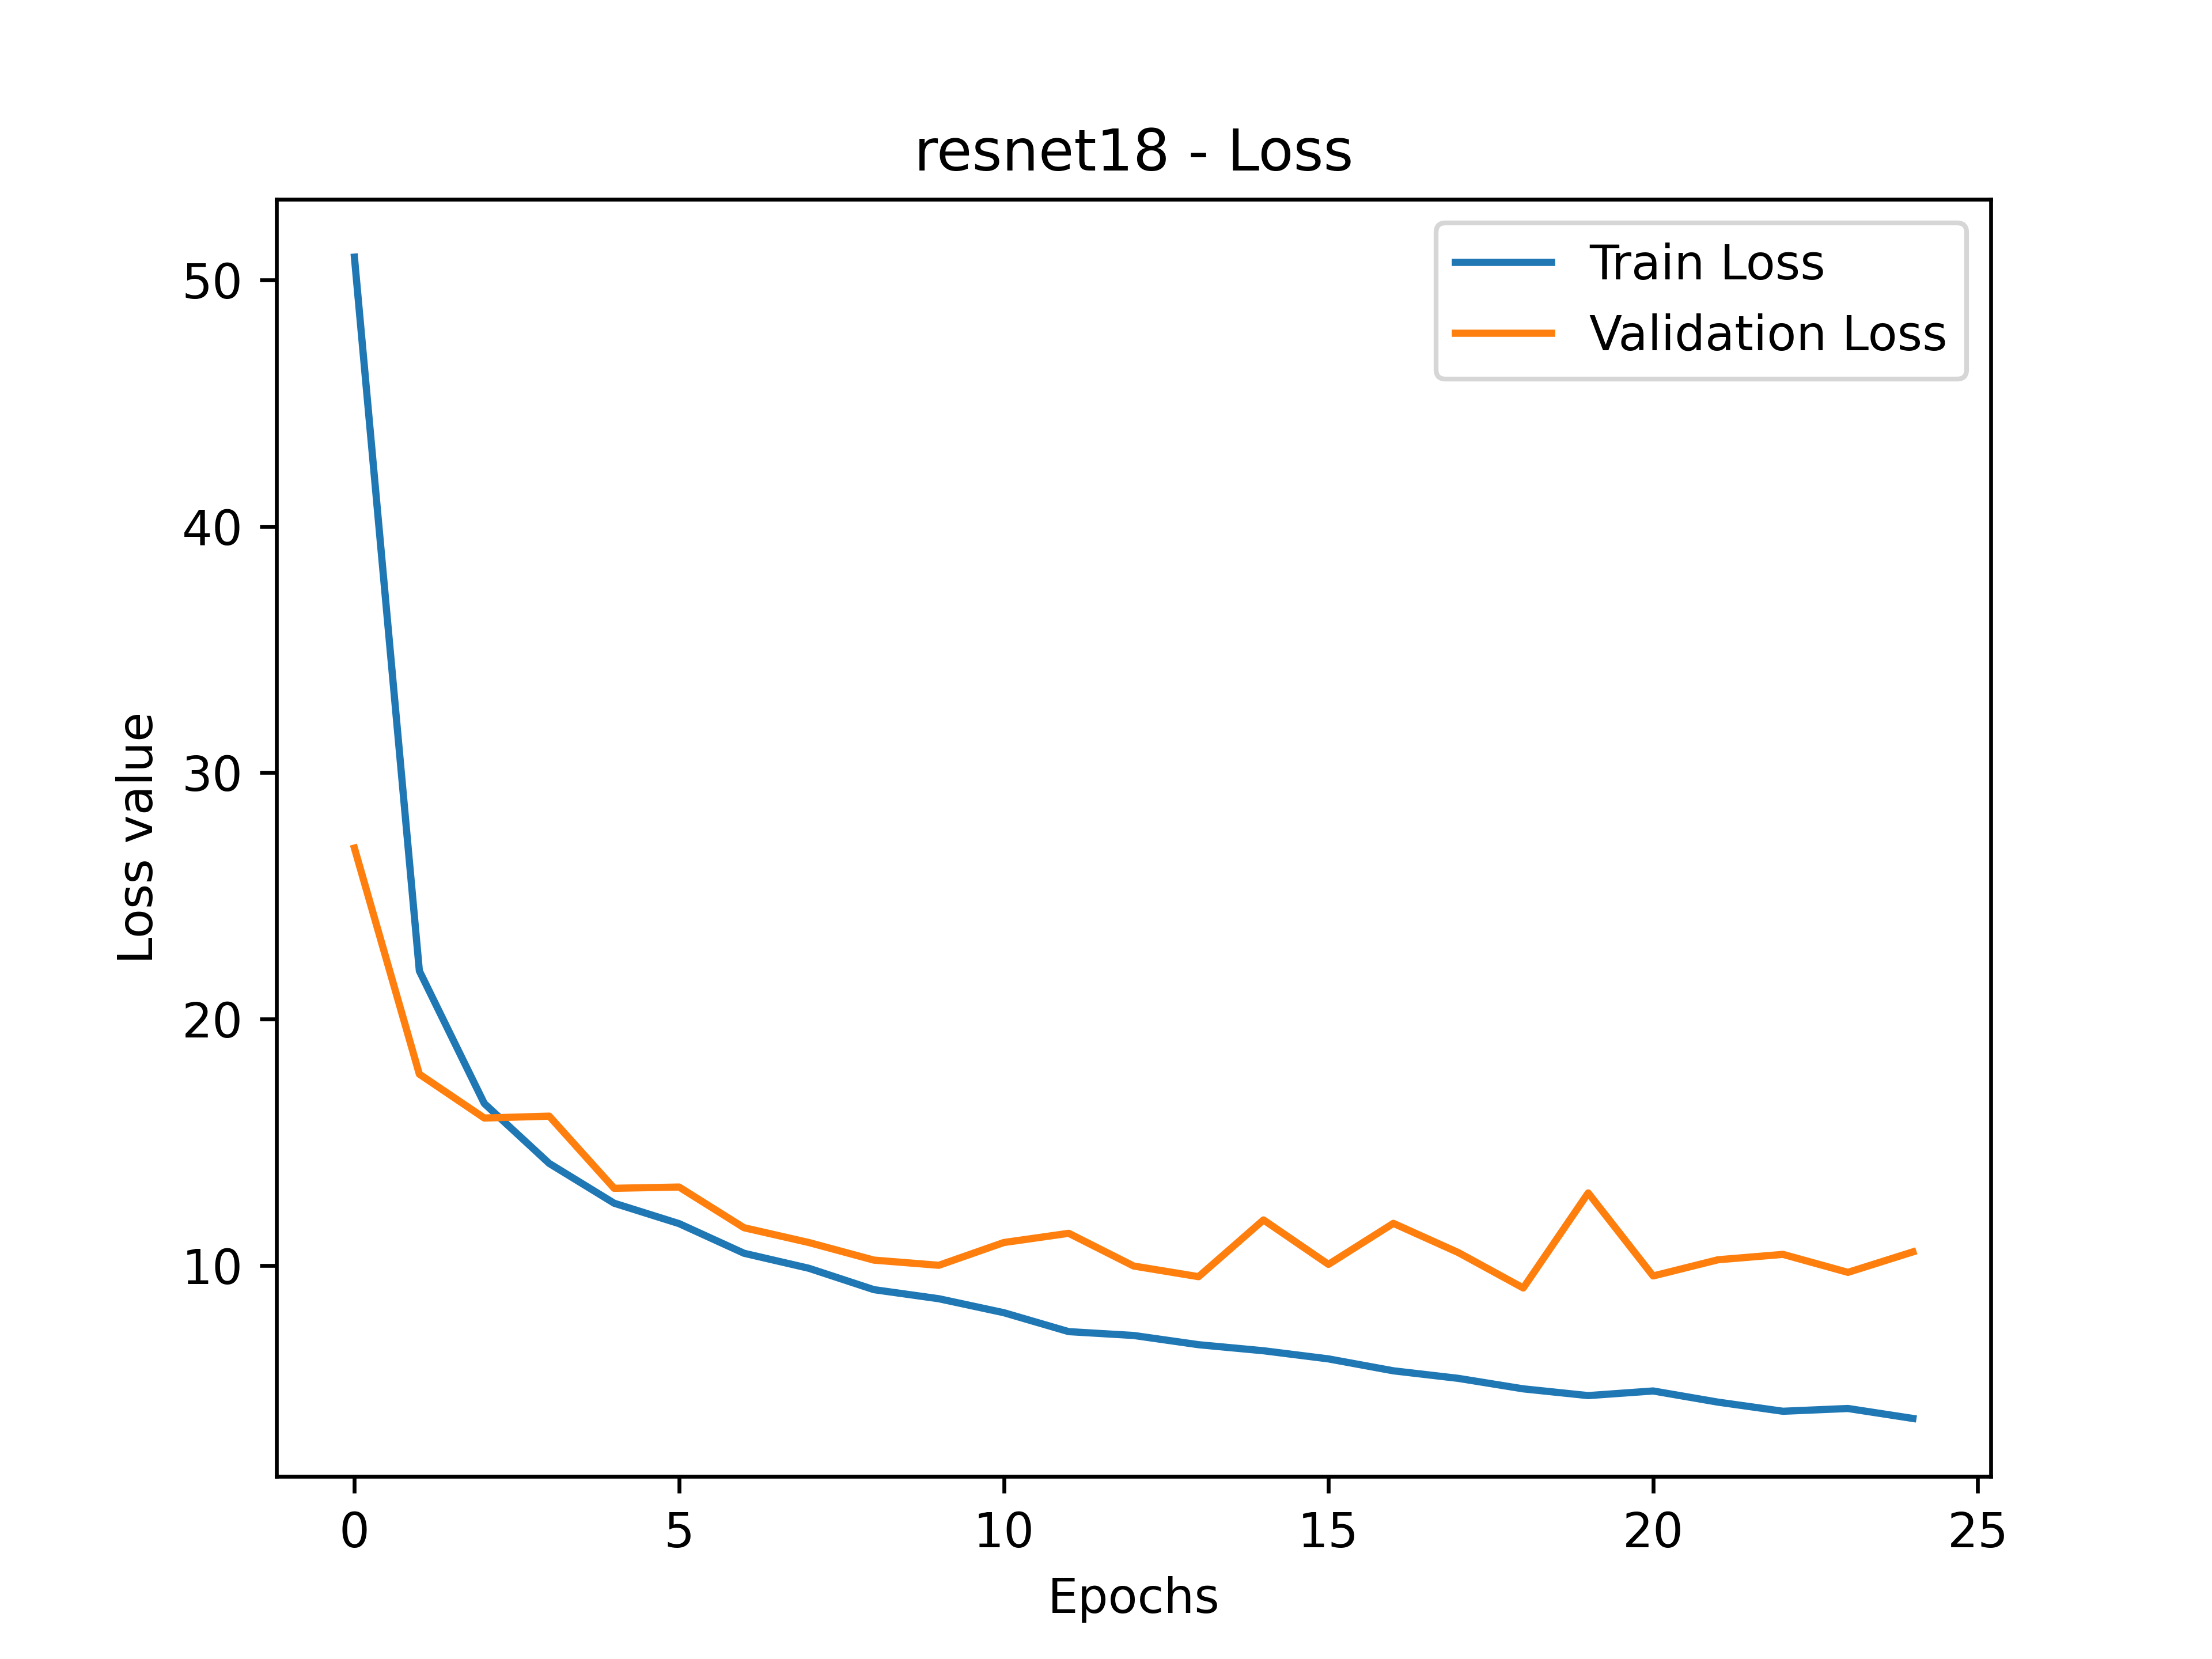 resnet18 - Loss
Train Loss
Validation Loss
Loss value
50
40
30
20
10
0 5 10 15 20 25
Epochs